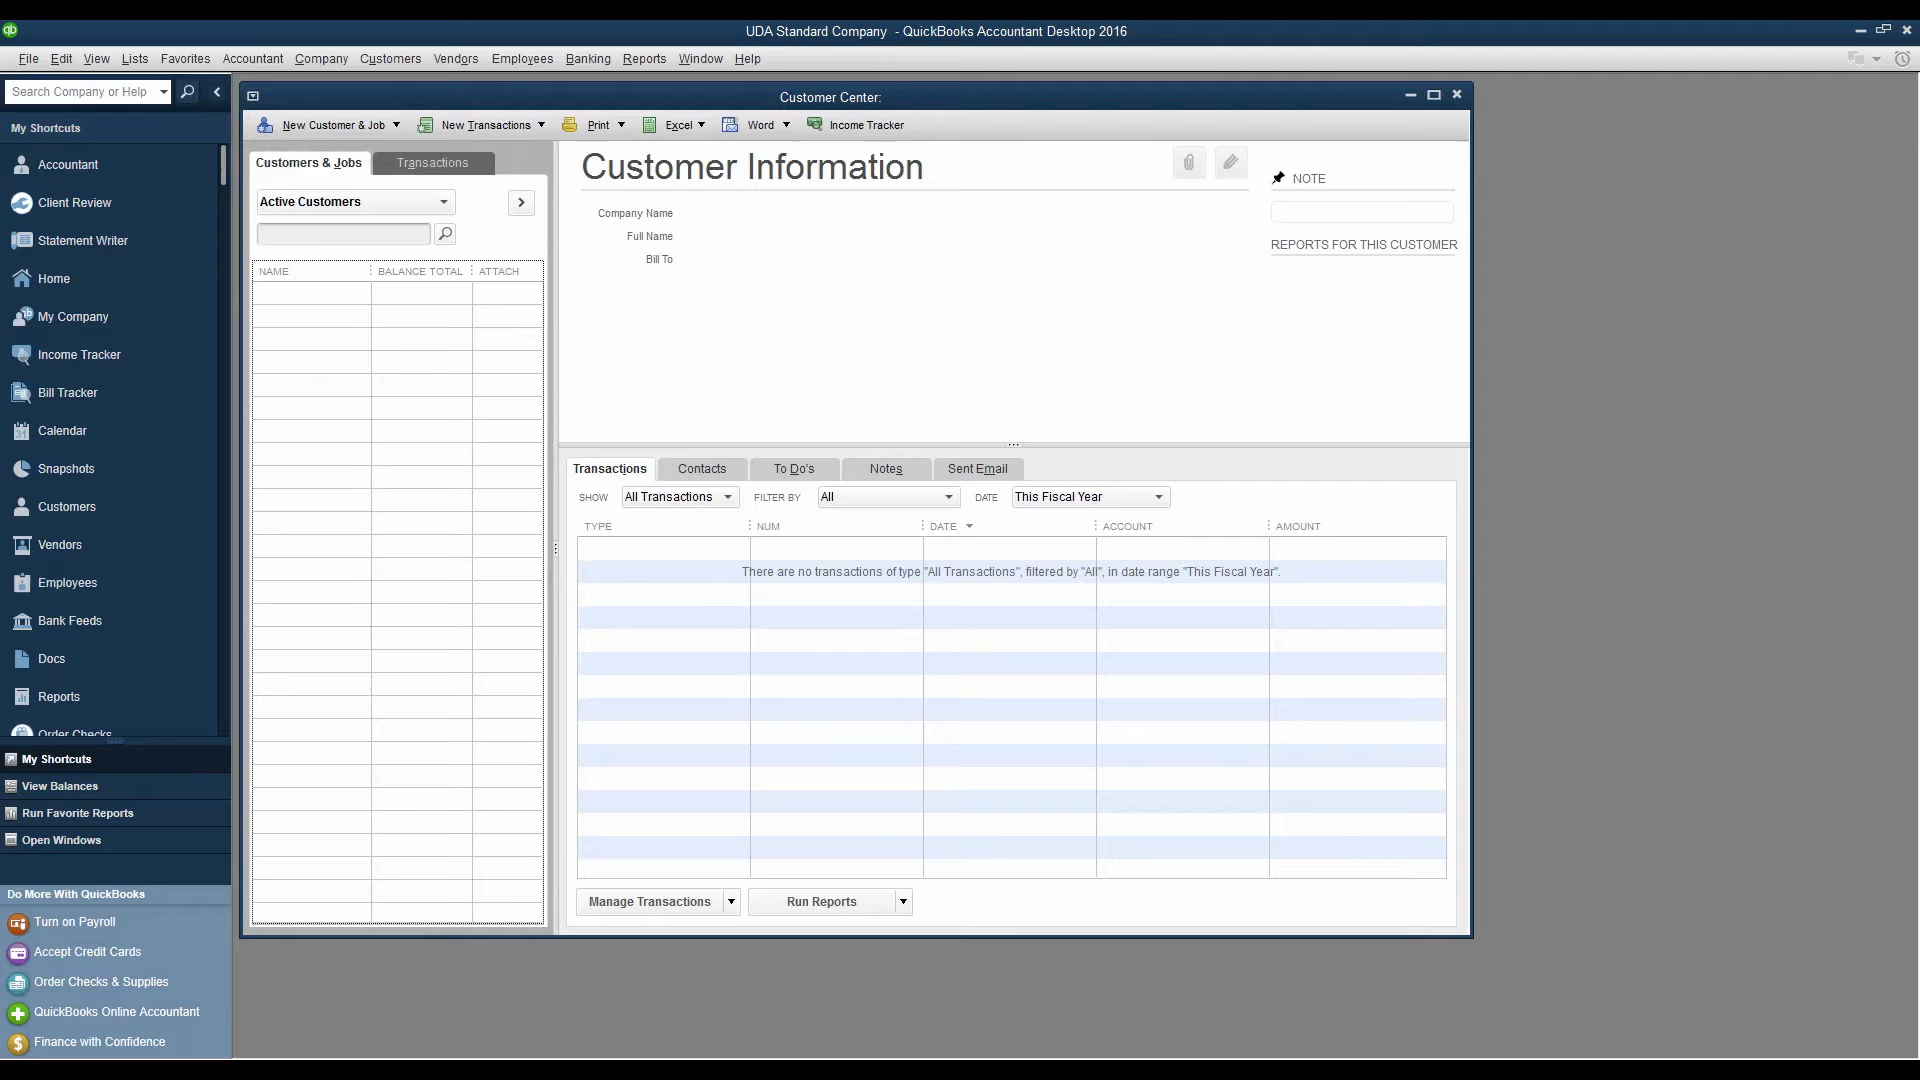 UDA Standard Company - QuickBooks Accountant Desktop 2016
File Edit View Lists Favorites Accountant Company Customers Vendors Employees Banking Reports Window Help
Search Company or Help
My Shortcuts
Accountant
Client Review
Statement Writer
Home
My Company
Income Tracker
Bill Tracker
Calendar
Snapshots
Customers
Vendors
Employees
Bank Feeds
Docs
Reports
Order Checks
My Shortcuts
View Balances
Run Favorite Reports
Open Windows
Do More With QuickBooks
Turn on Payroll
Accept Credit Cards
Order Checks & Supplies
QuickBooks Online Accountant
Finance with Confidence
Customer Center:
New Customer & Job New Transactions Print Excel Word Income Tracker
Customers & Jobs Transactions
Active Customers
NAME BALANCE TOTAL ATTACH
Customer Information
Company Name
Full Name
Bill To
NOTE
REPORTS FOR THIS CUSTOMER
Transactions Contacts To Do's Notes Sent Email
SHOW All Transactions FILTER BY All DATE This Fiscal Year
TYPE NUM DATE ACCOUNT AMOUNT
There are no transactions of type "All Transactions", filtered by "All", in date range "This Fiscal Year".
Manage Transactions Run Reports